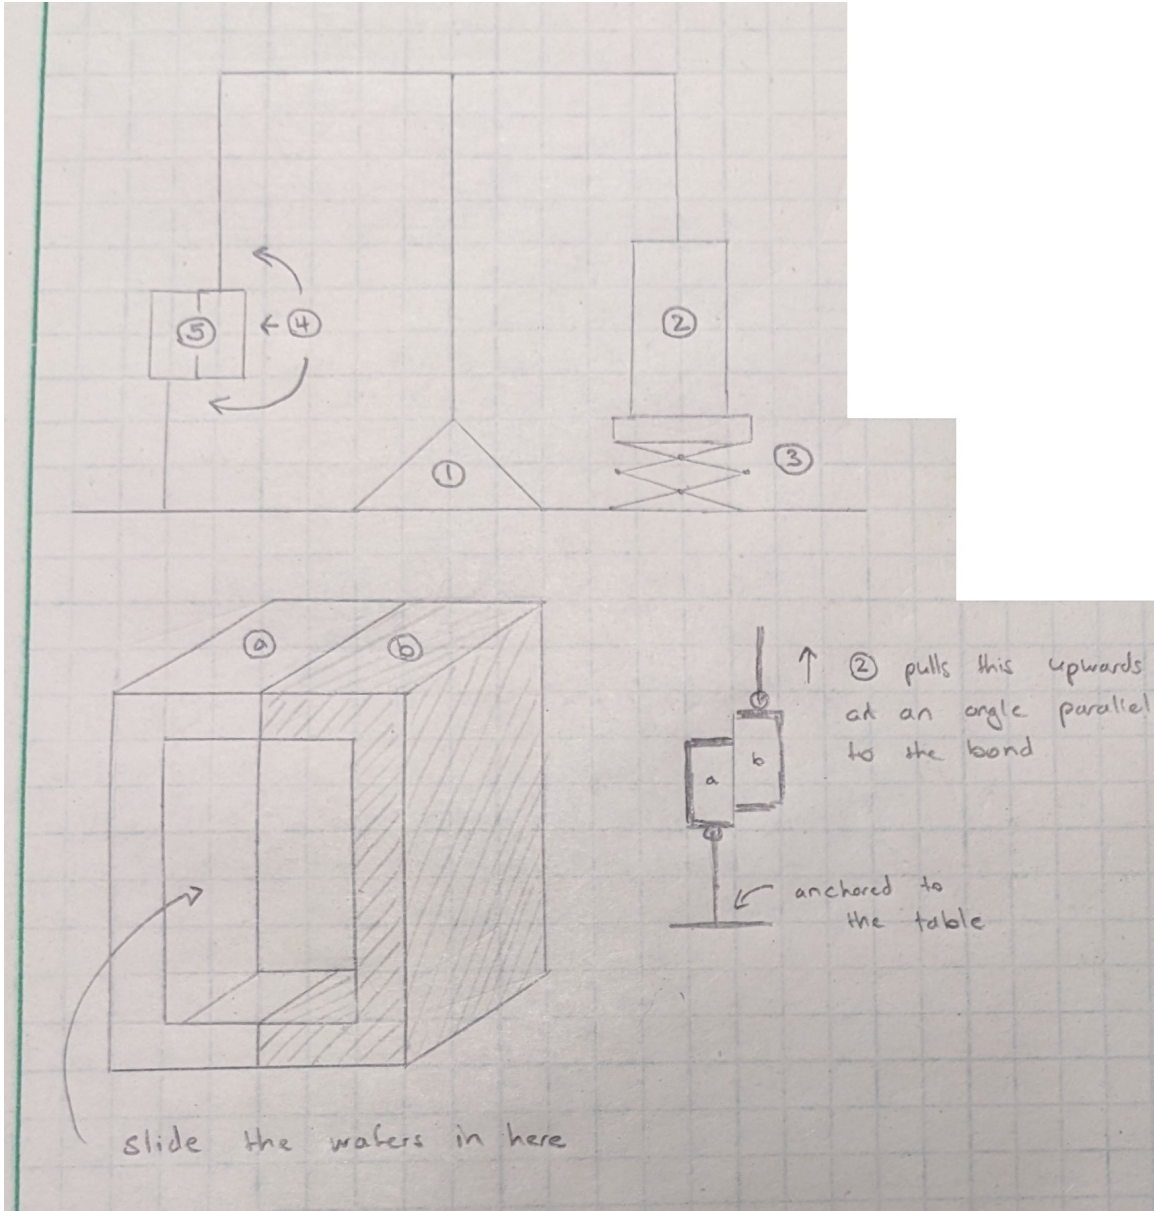 ⑤
④
②
①
③
ⓐ
ⓑ
② pulls this upwards
at an angle parallel
to the bond
a
b
anchored to
the table
slide the wafers in here